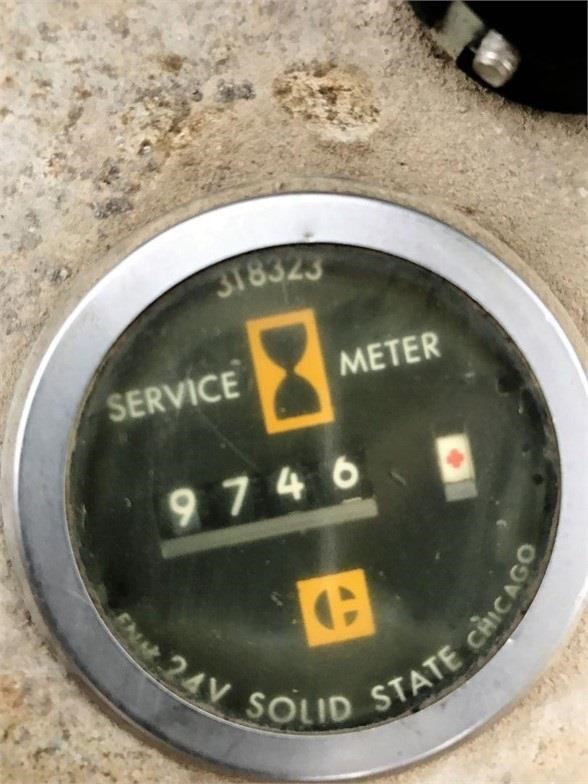 3T8323
SERVICE METER
9746
24V SOLID STATE CHICAGO